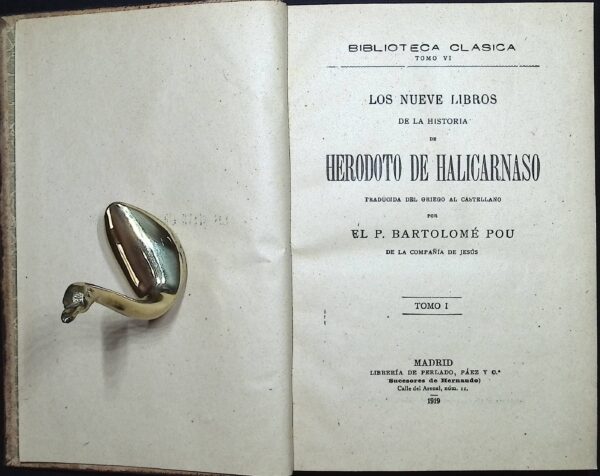 BIBLIOTECA CLASICA
TOMO VI
LOS NUEVE LIBROS
DE LA HISTORIA
DE
HERODOTO DE HALICARNASO
TRADUCIDA DEL GRIEGO AL CASTELLANO
POR
EL P. BARTOLOMÉ POU
DE LA COMPAÑÍA DE JESÚS
TOMO I
MADRID
LIBRERÍA DE PERLADO, PÁEZ Y C.ª
(Sucesores de Hernando)
Calle del Arenal, núm. 11.
1919